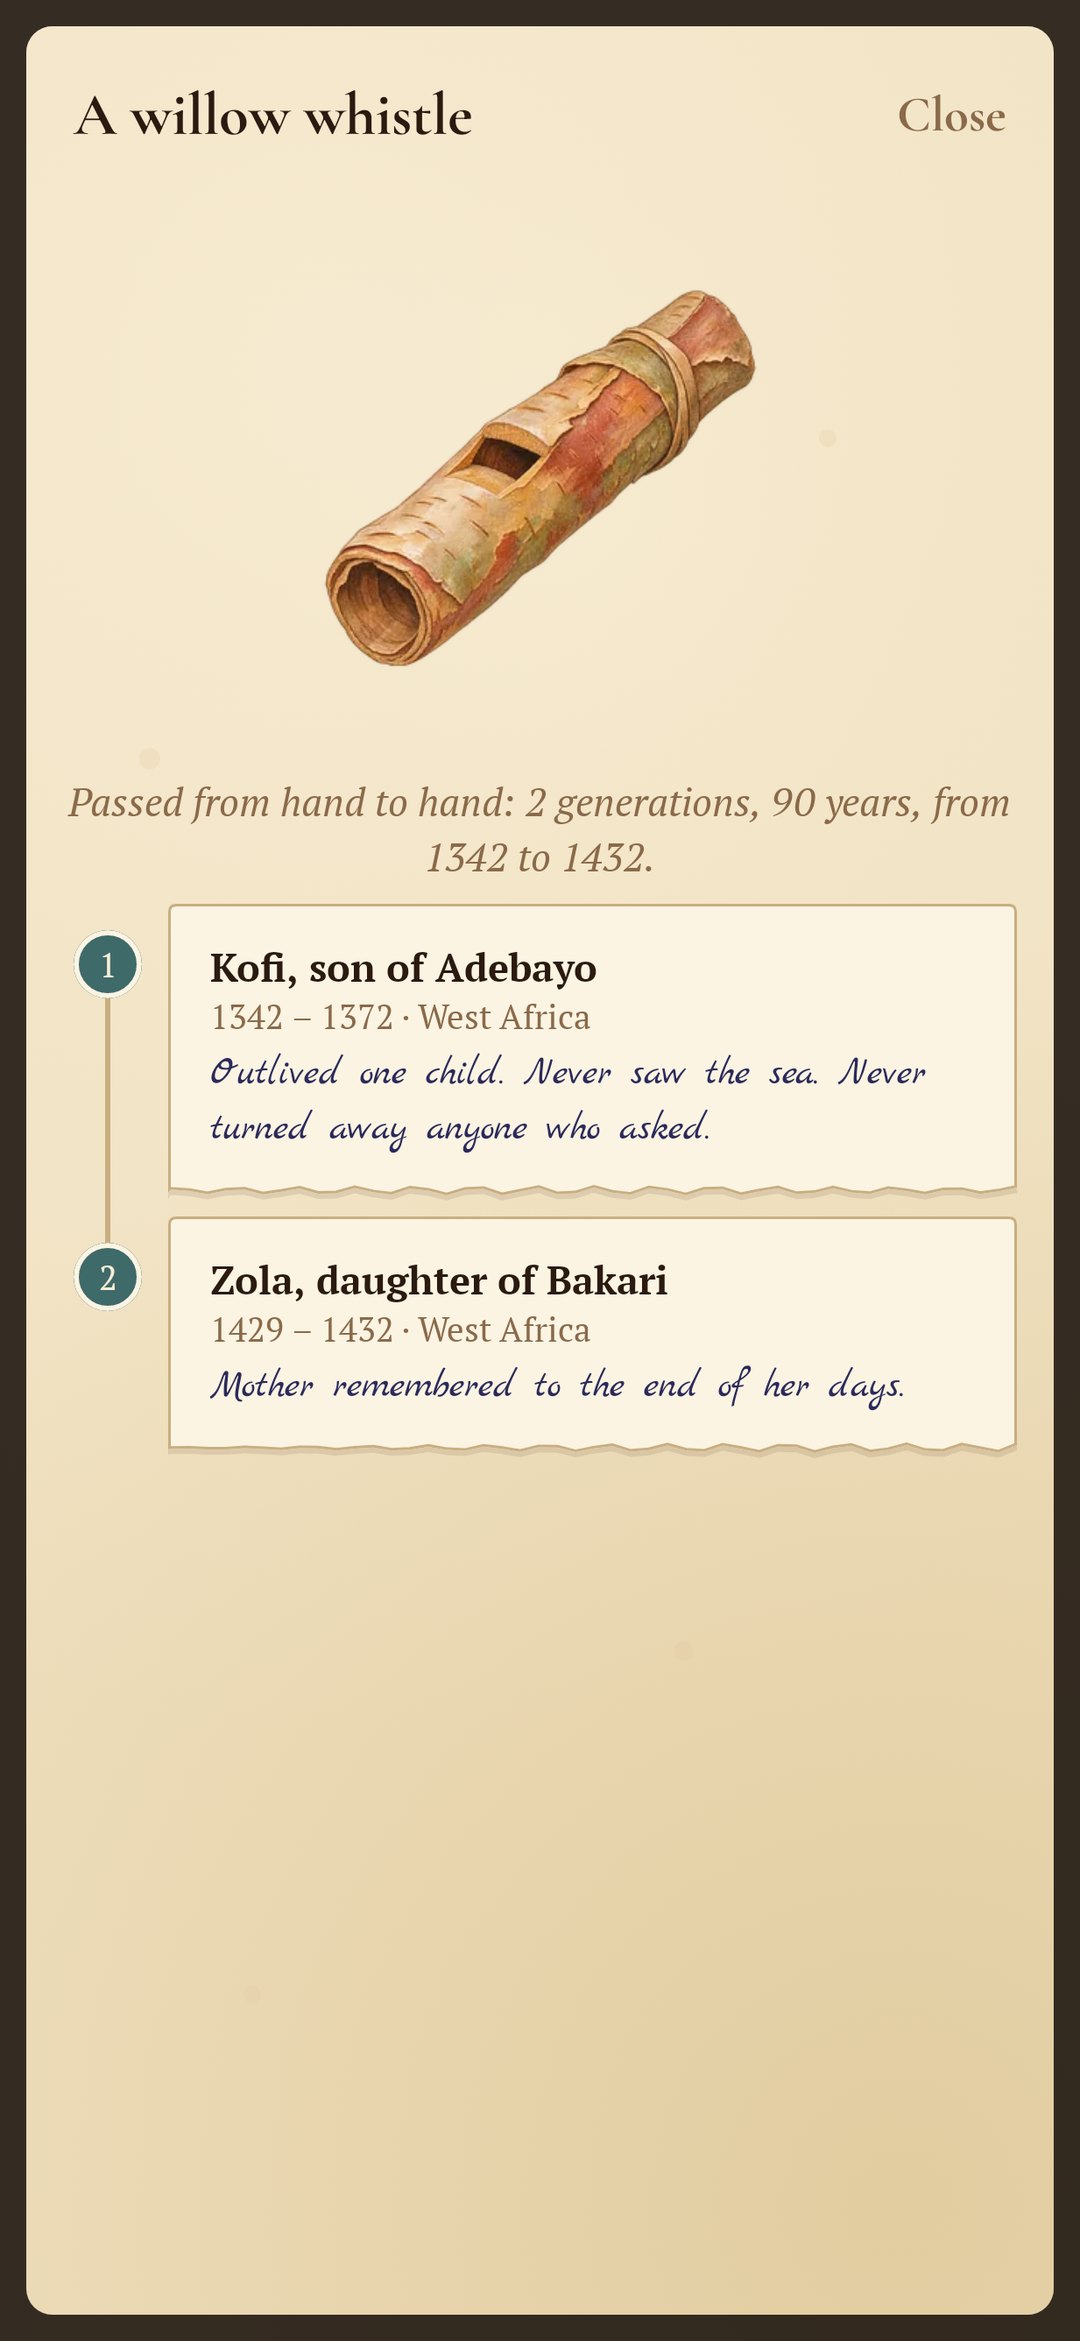 A willow whistle
Close
Passed from hand to hand: 2 generations, 90 years, from
1342 to 1432.
1
Kofi, son of Adebayo
1342 – 1372 · West Africa
Outlived one child. Never saw the sea. Never
turned away anyone who asked.
2
Zola, daughter of Bakari
1429 – 1432 · West Africa
Mother remembered to the end of her days.